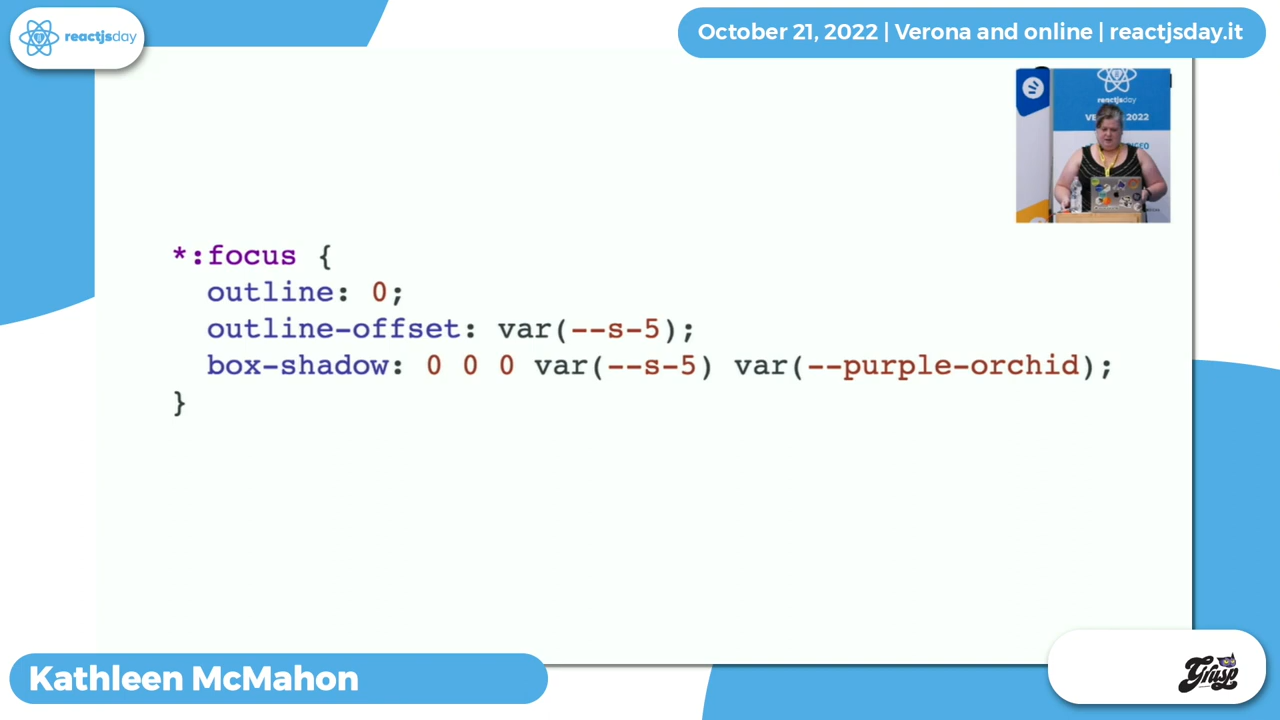 reactjsday
October 21, 2022 | Verona and online | reactjsday.it
reactjsday
2022
*:focus {
outline: 0;
outline-offset: var(--s-5);
box-shadow: 0 0 0 var(--s-5) var(--purple-orchid);
}
Kathleen McMahon
Grusp